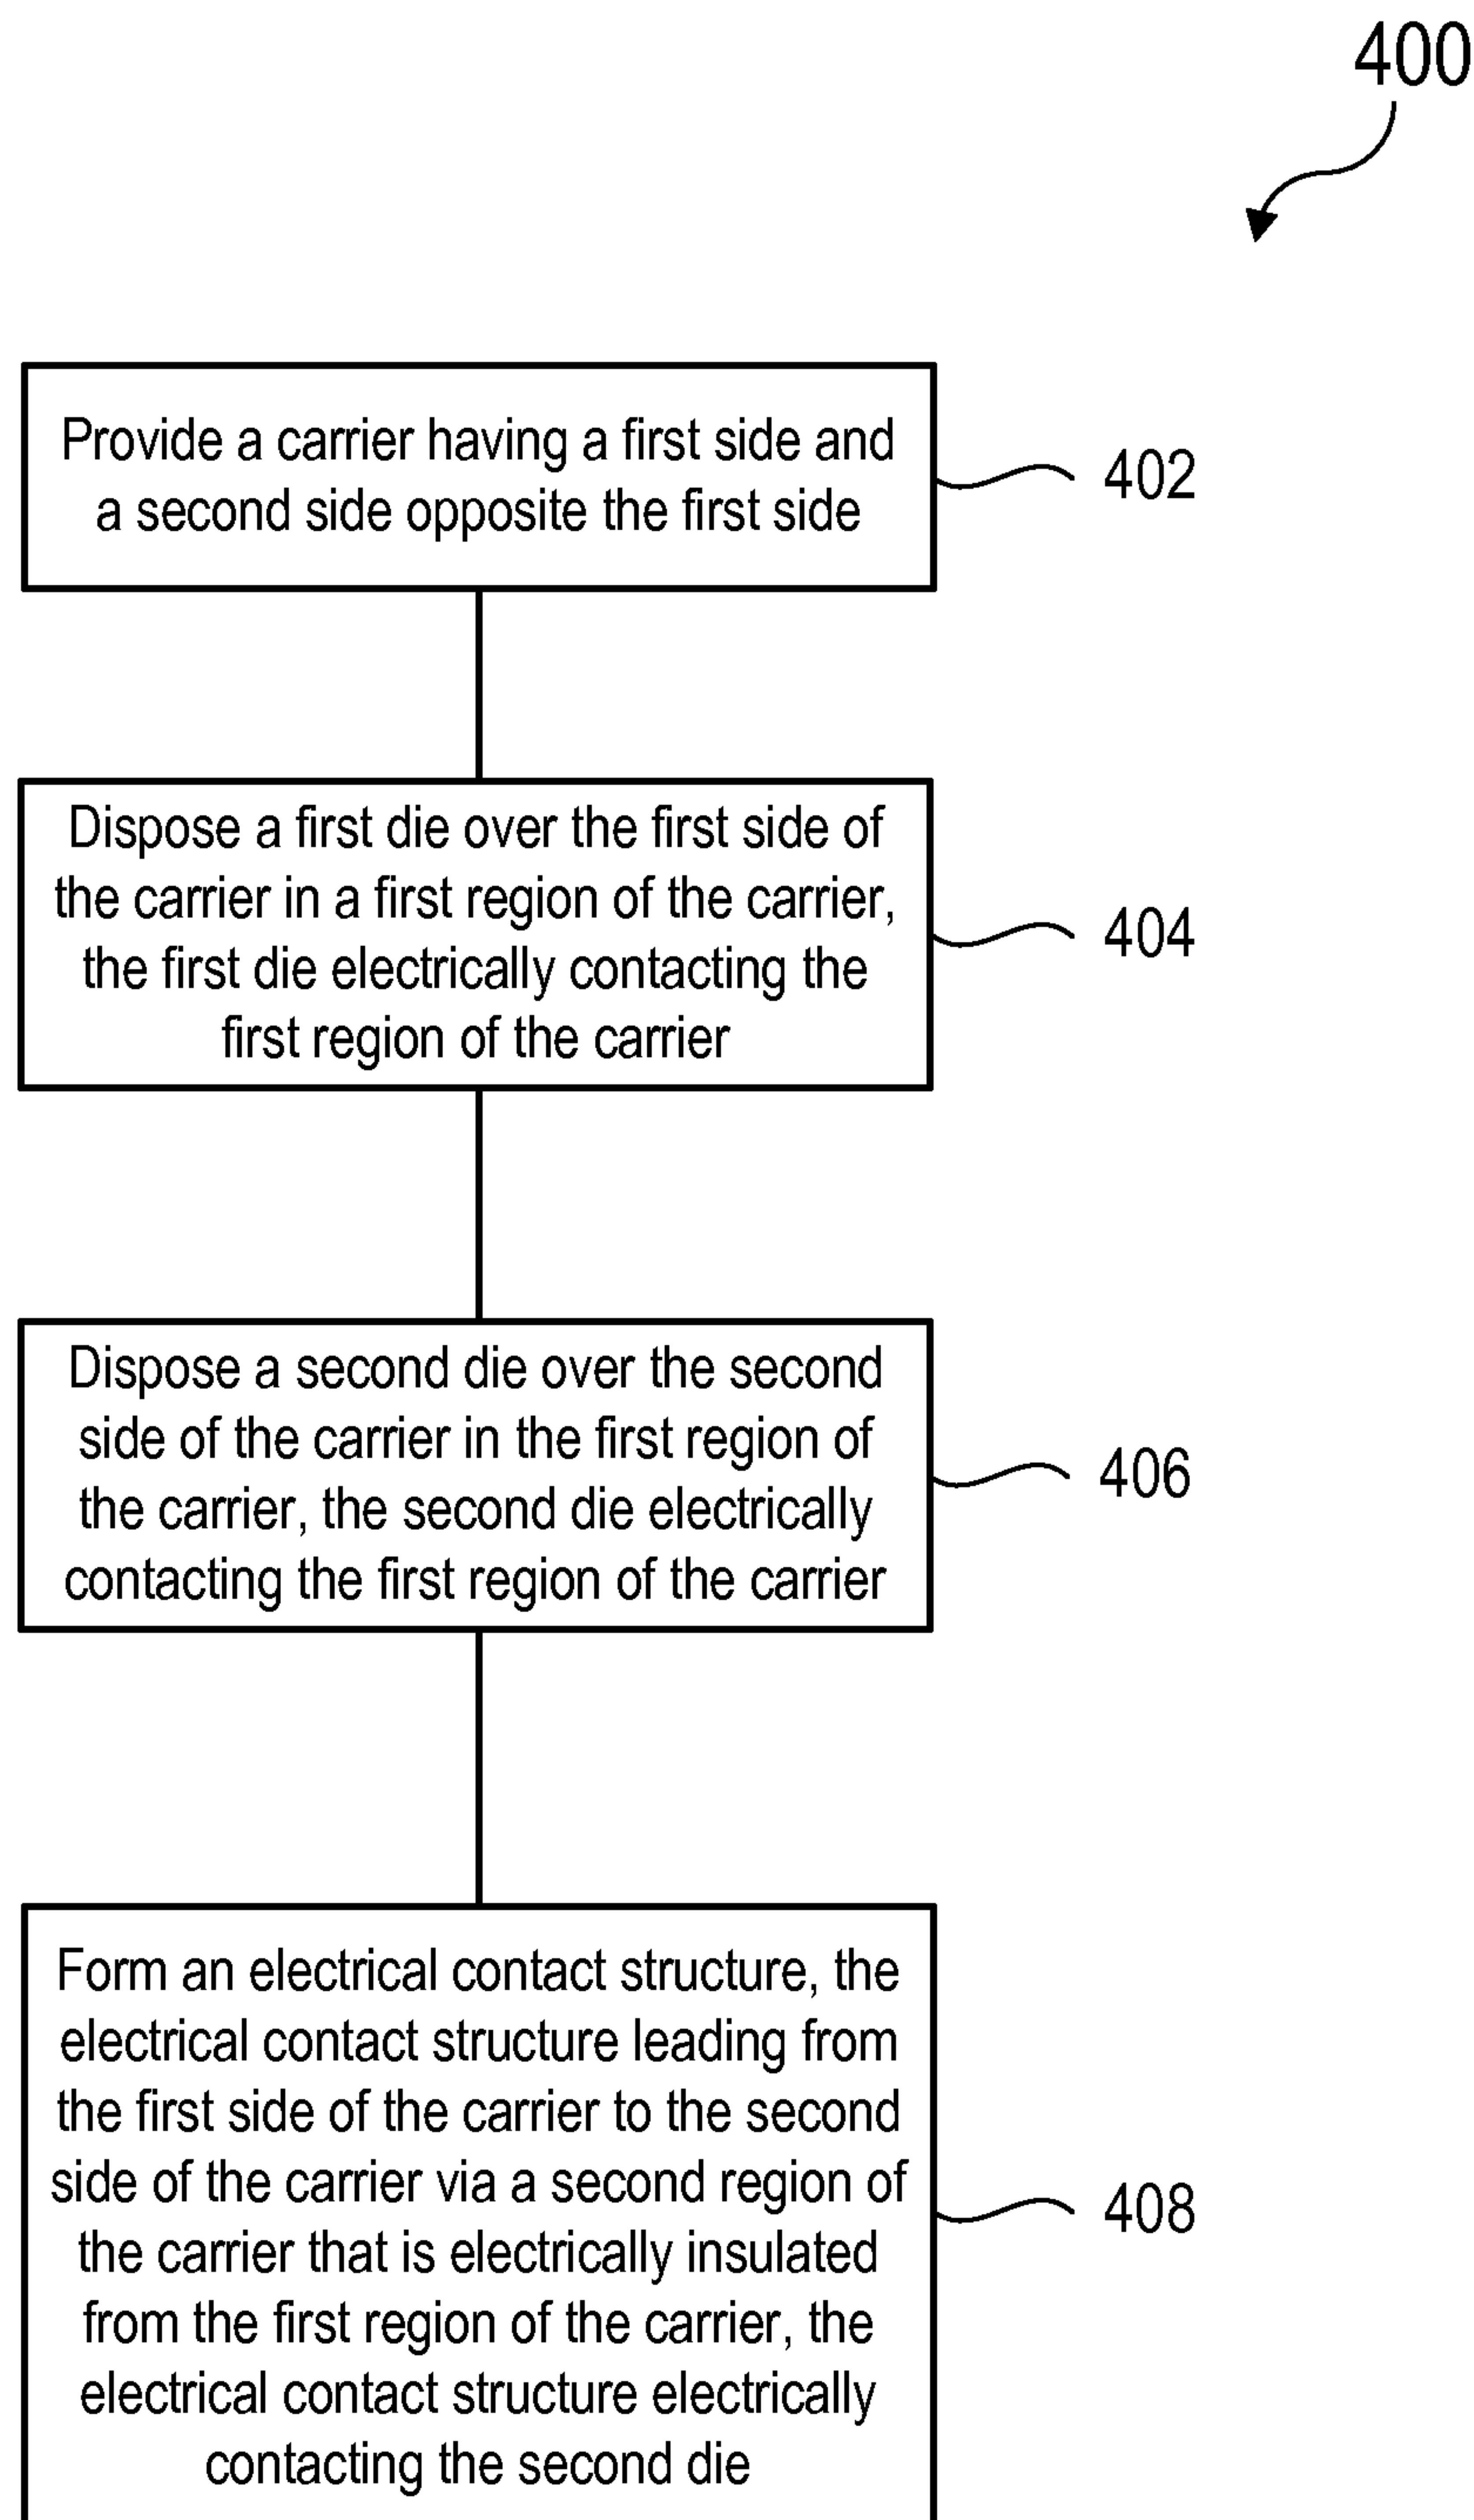 400
Provide a carrier having a first side and
a second side opposite the first side
402
Dispose a first die over the first side of
the carrier in a first region of the carrier,
the first die electrically contacting the
first region of the carrier
404
Dispose a second die over the second
side of the carrier in the first region of
the carrier, the second die electrically
contacting the first region of the carrier
406
Form an electrical contact structure, the
electrical contact structure leading from
the first side of the carrier to the second
side of the carrier via a second region of
the carrier that is electrically insulated
from the first region of the carrier, the
electrical contact structure electrically
contacting the second die
408